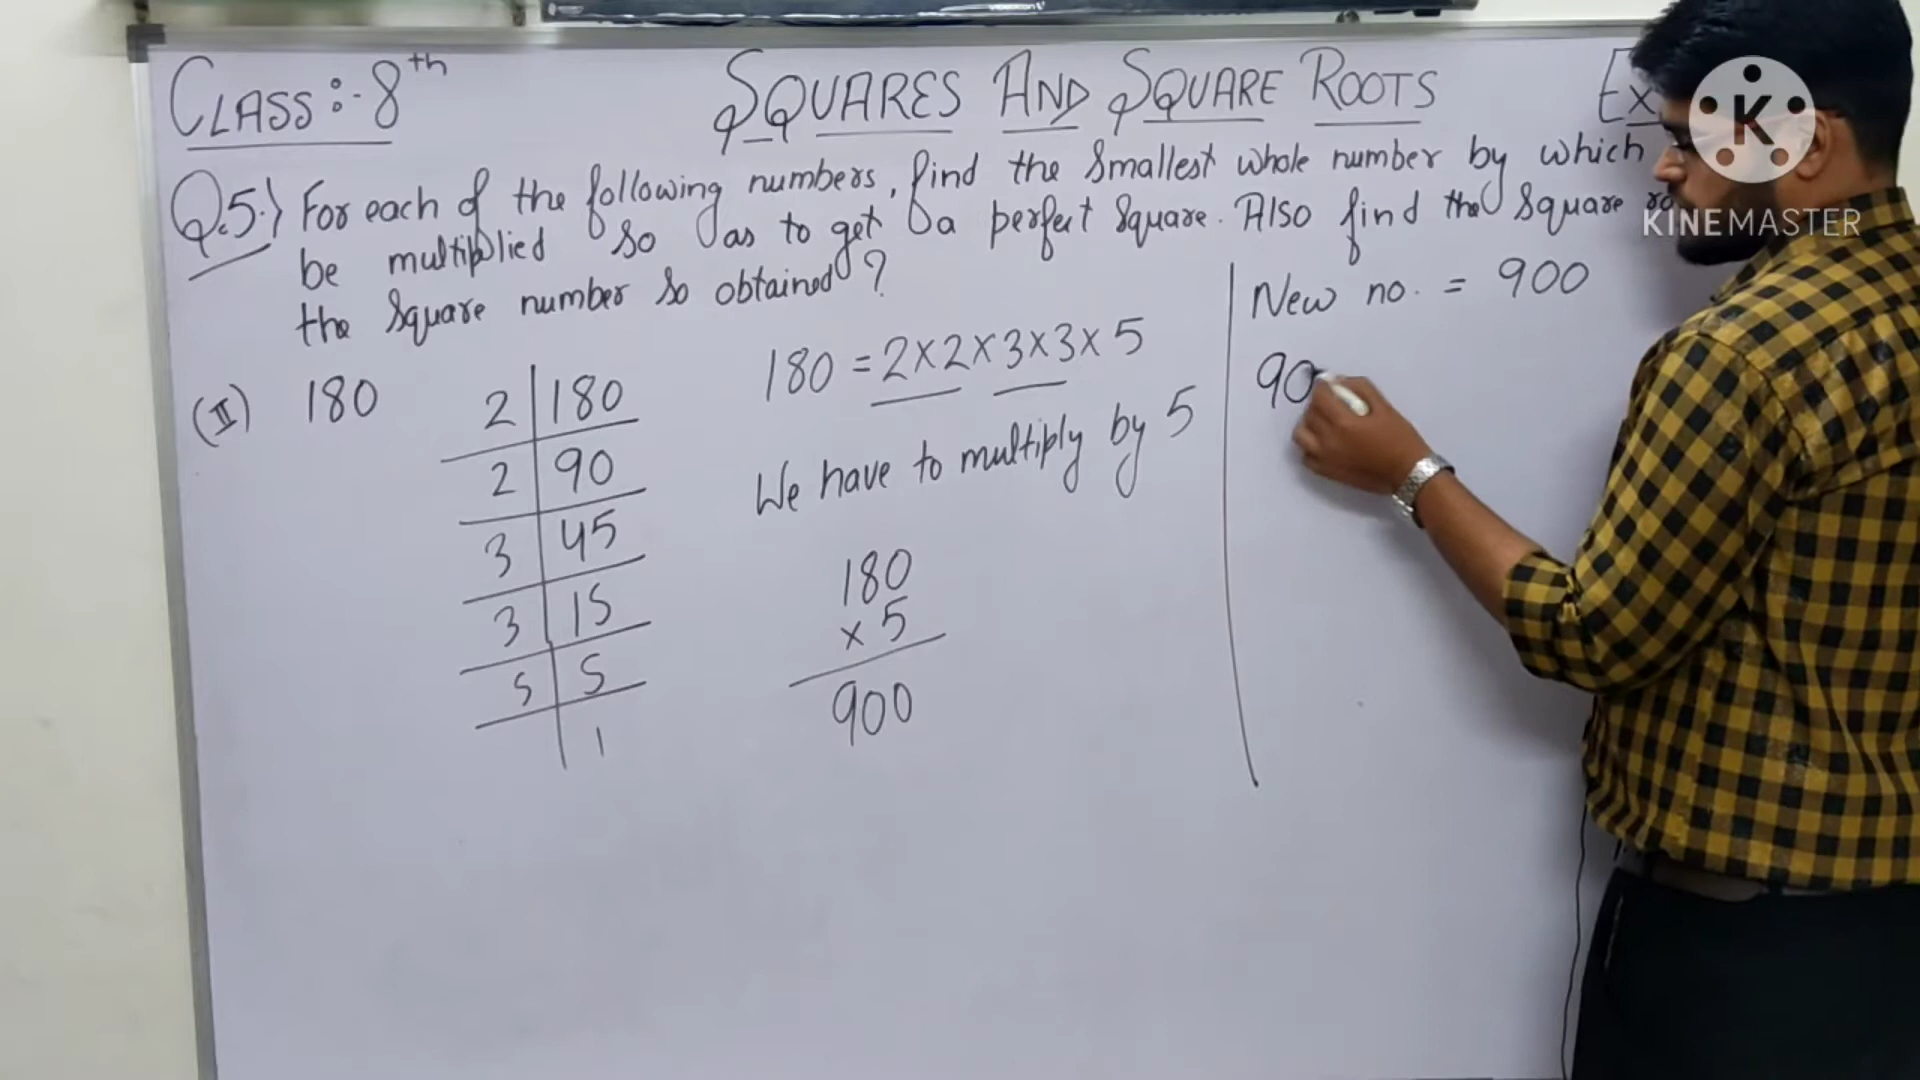 CLASS:-8th SQUARES AND SQUARE ROOTS Ex
Q.5.) For each of the following numbers, find the smallest whole number by which
be multiplied so as to get a perfect square. Also find the square
the square number so obtained?
(II) 180
2 180
2 90
3 45
3 15
5 5
1
180 = 2×2×3×3×5
We have to multiply by 5
180
× 5
900
New no. = 900
90
K
KINEMASTER